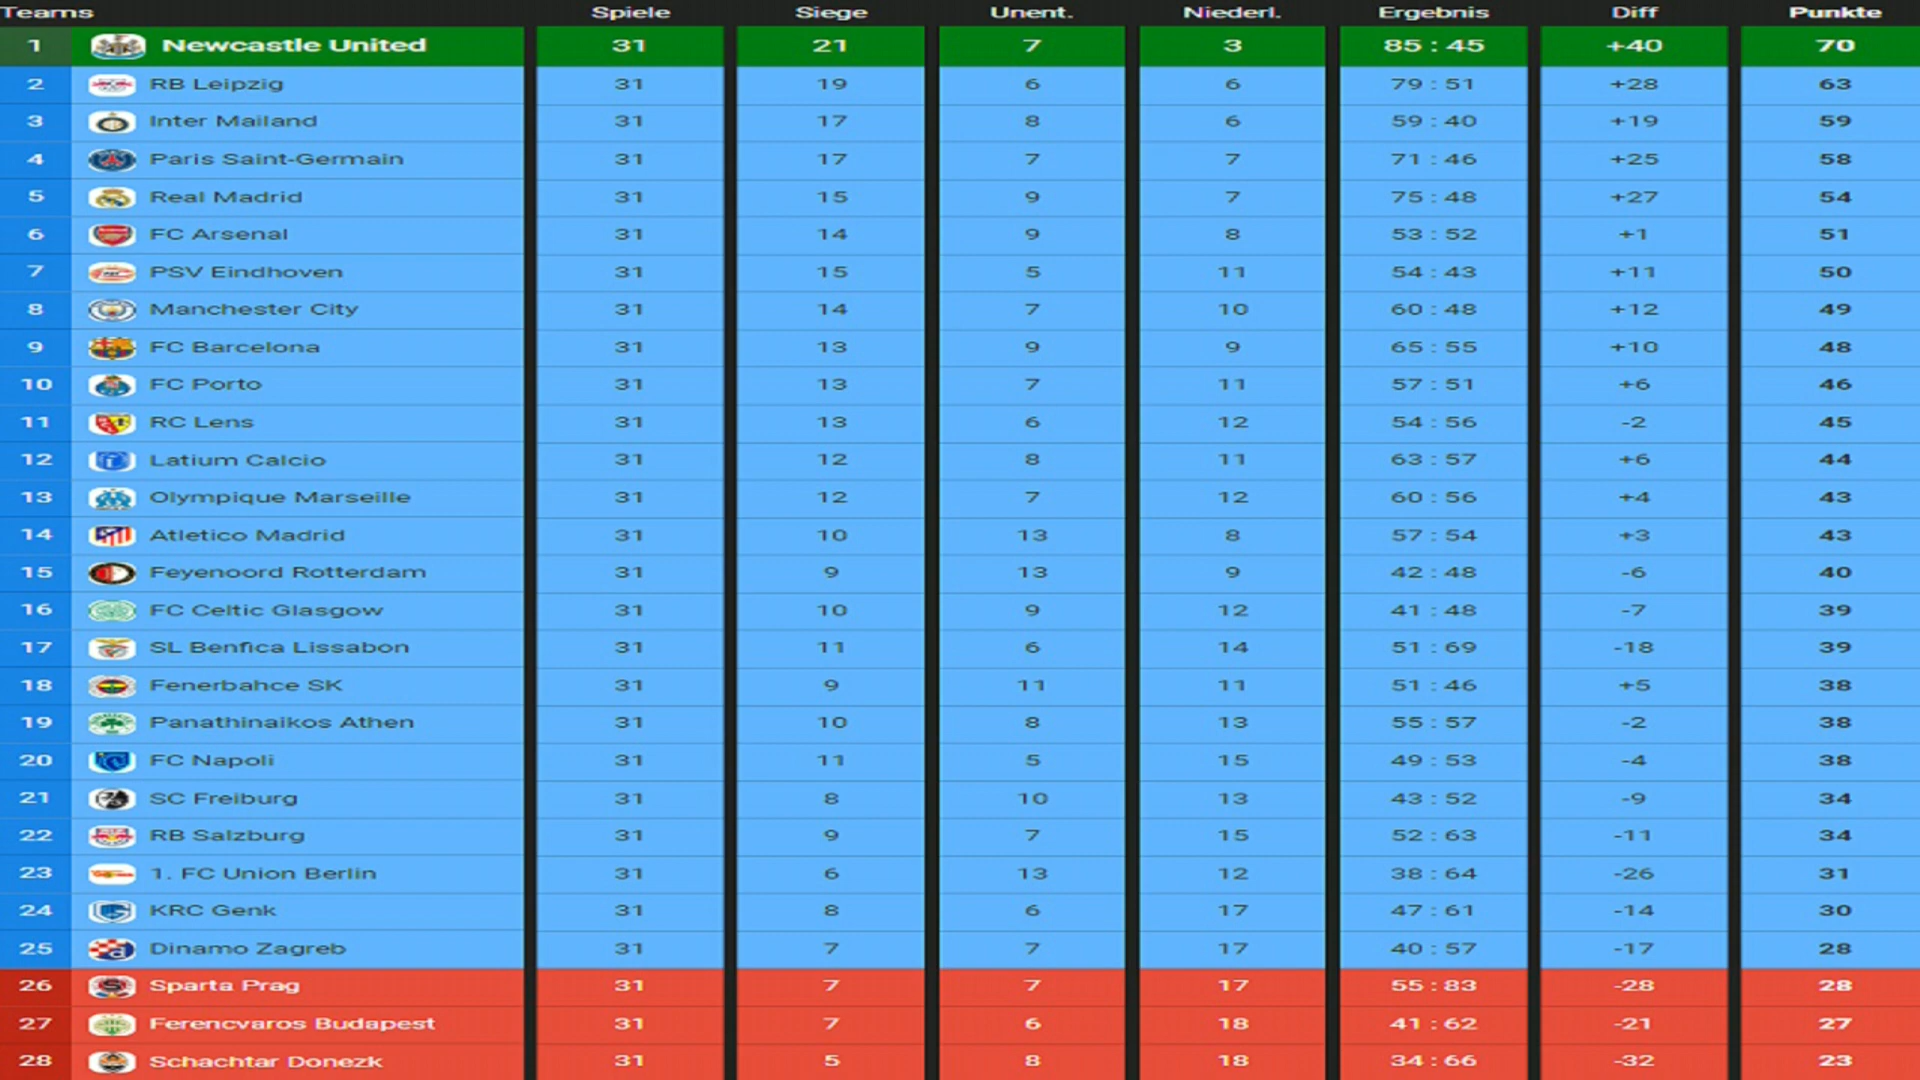 Teams Spiele Siege Unent. Niederl. Ergebnis Diff Punkte
1 Newcastle United 31 21 7 3 85 : 45 +40 70
2 RB Leipzig 31 19 6 6 79 : 51 +28 63
3 Inter Mailand 31 17 8 6 59 : 40 +19 59
4 Paris Saint-Germain 31 17 7 7 71 : 46 +25 58
5 Real Madrid 31 15 9 7 75 : 48 +27 54
6 FC Arsenal 31 14 9 8 53 : 52 +1 51
7 PSV Eindhoven 31 15 5 11 54 : 43 +11 50
8 Manchester City 31 14 7 10 60 : 48 +12 49
9 FC Barcelona 31 13 9 9 65 : 55 +10 48
10 FC Porto 31 13 7 11 57 : 51 +6 46
11 RC Lens 31 13 6 12 54 : 56 -2 45
12 Latium Calcio 31 12 8 11 63 : 57 +6 44
13 Olympique Marseille 31 12 7 12 60 : 56 +4 43
14 Atletico Madrid 31 10 13 8 57 : 54 +3 43
15 Feyenoord Rotterdam 31 9 13 9 42 : 48 -6 40
16 FC Celtic Glasgow 31 10 9 12 41 : 48 -7 39
17 SL Benfica Lissabon 31 11 6 14 51 : 69 -18 39
18 Fenerbahce SK 31 9 11 11 51 : 46 +5 38
19 Panathinaikos Athen 31 10 8 13 55 : 57 -2 38
20 FC Napoli 31 11 5 15 49 : 53 -4 38
21 SC Freiburg 31 8 10 13 43 : 52 -9 34
22 RB Salzburg 31 9 7 15 52 : 63 -11 34
23 1. FC Union Berlin 31 6 13 12 38 : 64 -26 31
24 KRC Genk 31 8 6 17 47 : 61 -14 30
25 Dinamo Zagreb 31 7 7 17 40 : 57 -17 28
26 Sparta Prag 31 7 7 17 55 : 83 -28 28
27 Ferencvaros Budapest 31 7 6 18 41 : 62 -21 27
28 Schachtar Donezk 31 5 8 18 34 : 66 -32 23